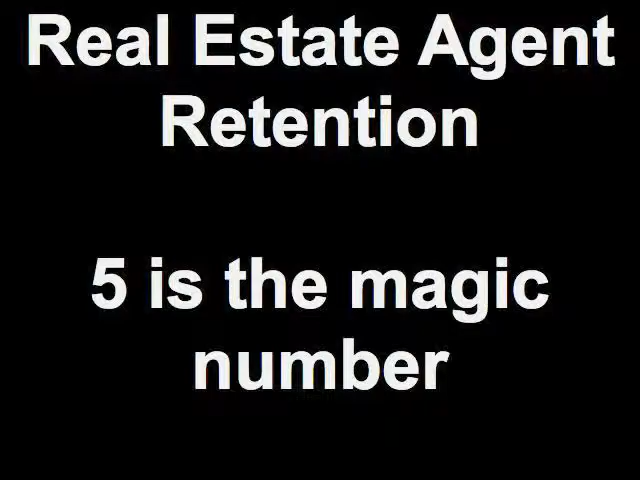 Real Estate Agent
Retention
5 is the magic
number